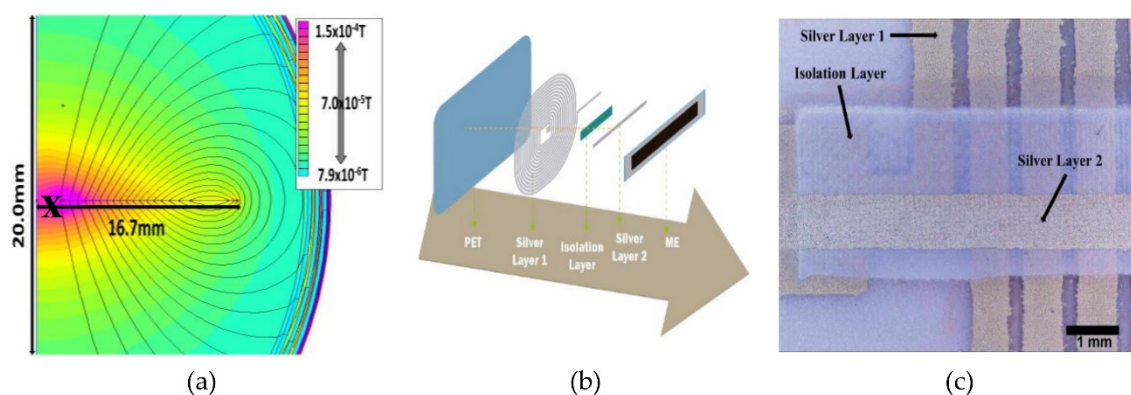 1.5x10⁻⁴T
7.0x10⁻⁵T
7.9x10⁻⁶T
20.0mm
X
16.7mm
(a)
PET
Silver
Layer 1
Isolation
Layer
Silver
Layer 2
ME
(b)
Silver Layer 1
Isolation Layer
Silver Layer 2
1 mm
(c)